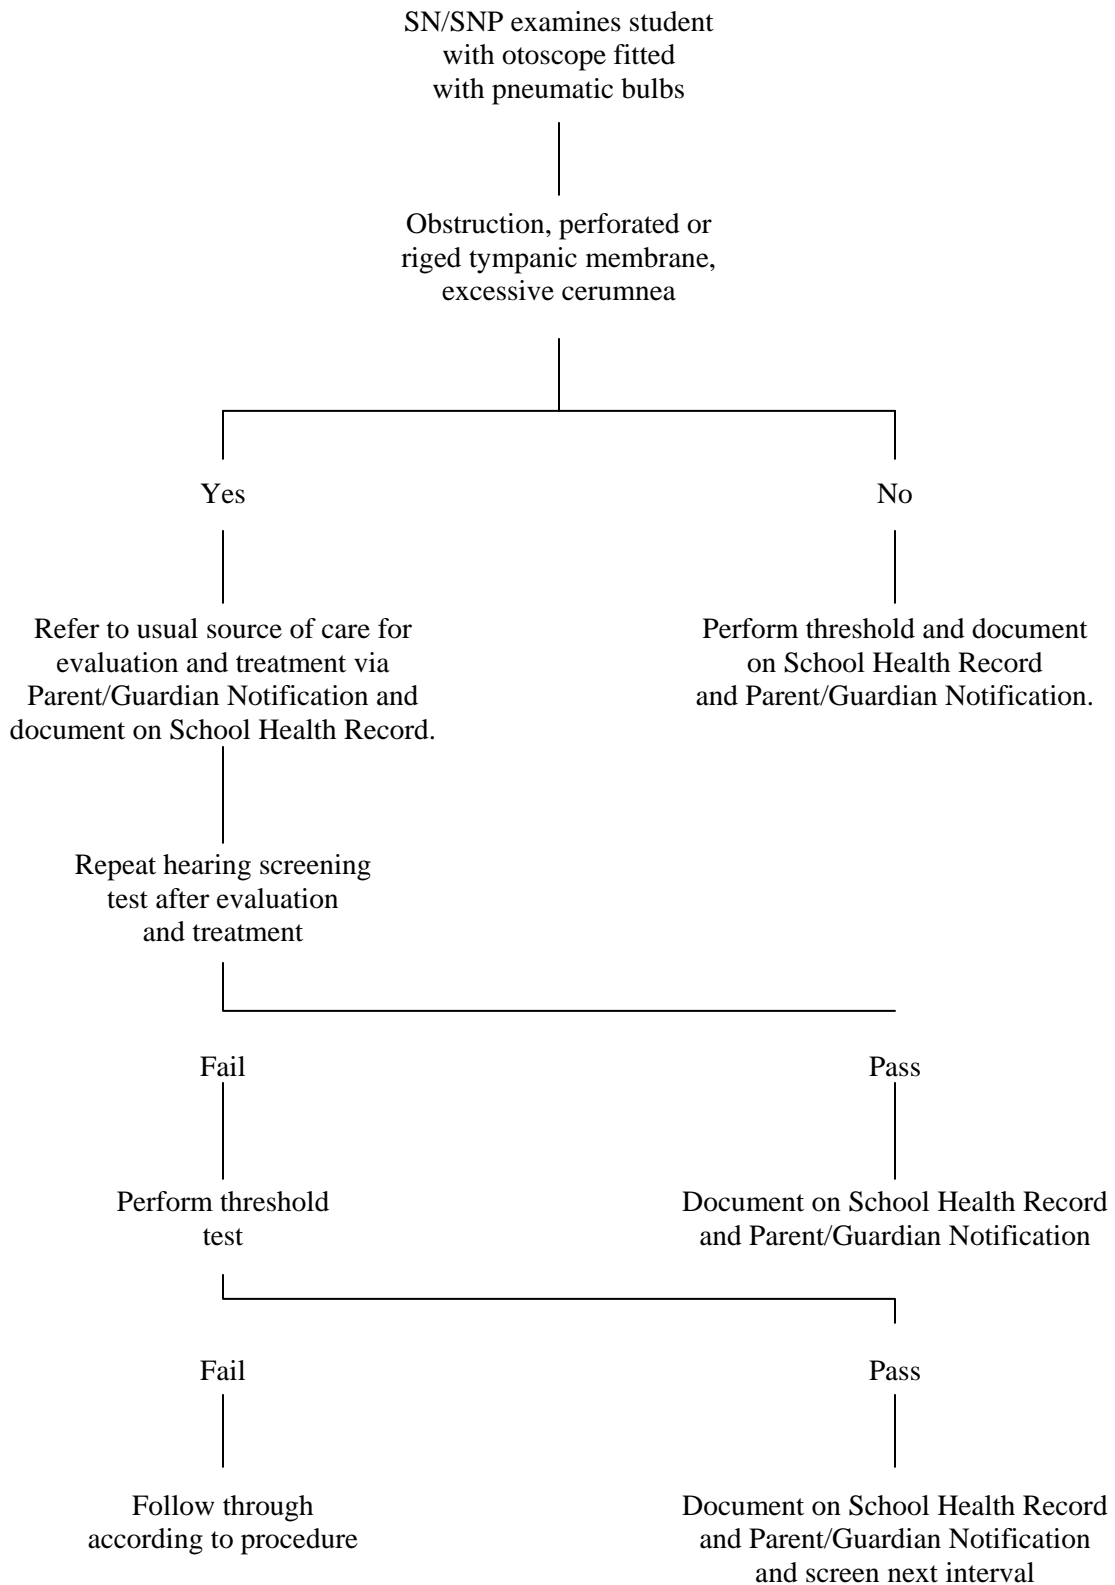 SN/SNP examines student
with otoscope fitted
with pneumatic bulbs
Obstruction, perforated or
riged tympanic membrane,
excessive cerumnea
Yes
No
Refer to usual source of care for
evaluation and treatment via
Parent/Guardian Notification and
document on School Health Record.
Perform threshold and document
on School Health Record
and Parent/Guardian Notification.
Repeat hearing screening
test after evaluation
and treatment
Fail
Pass
Perform threshold
test
Document on School Health Record
and Parent/Guardian Notification
Fail
Pass
Follow through
according to procedure
Document on School Health Record
and Parent/Guardian Notification
and screen next interval